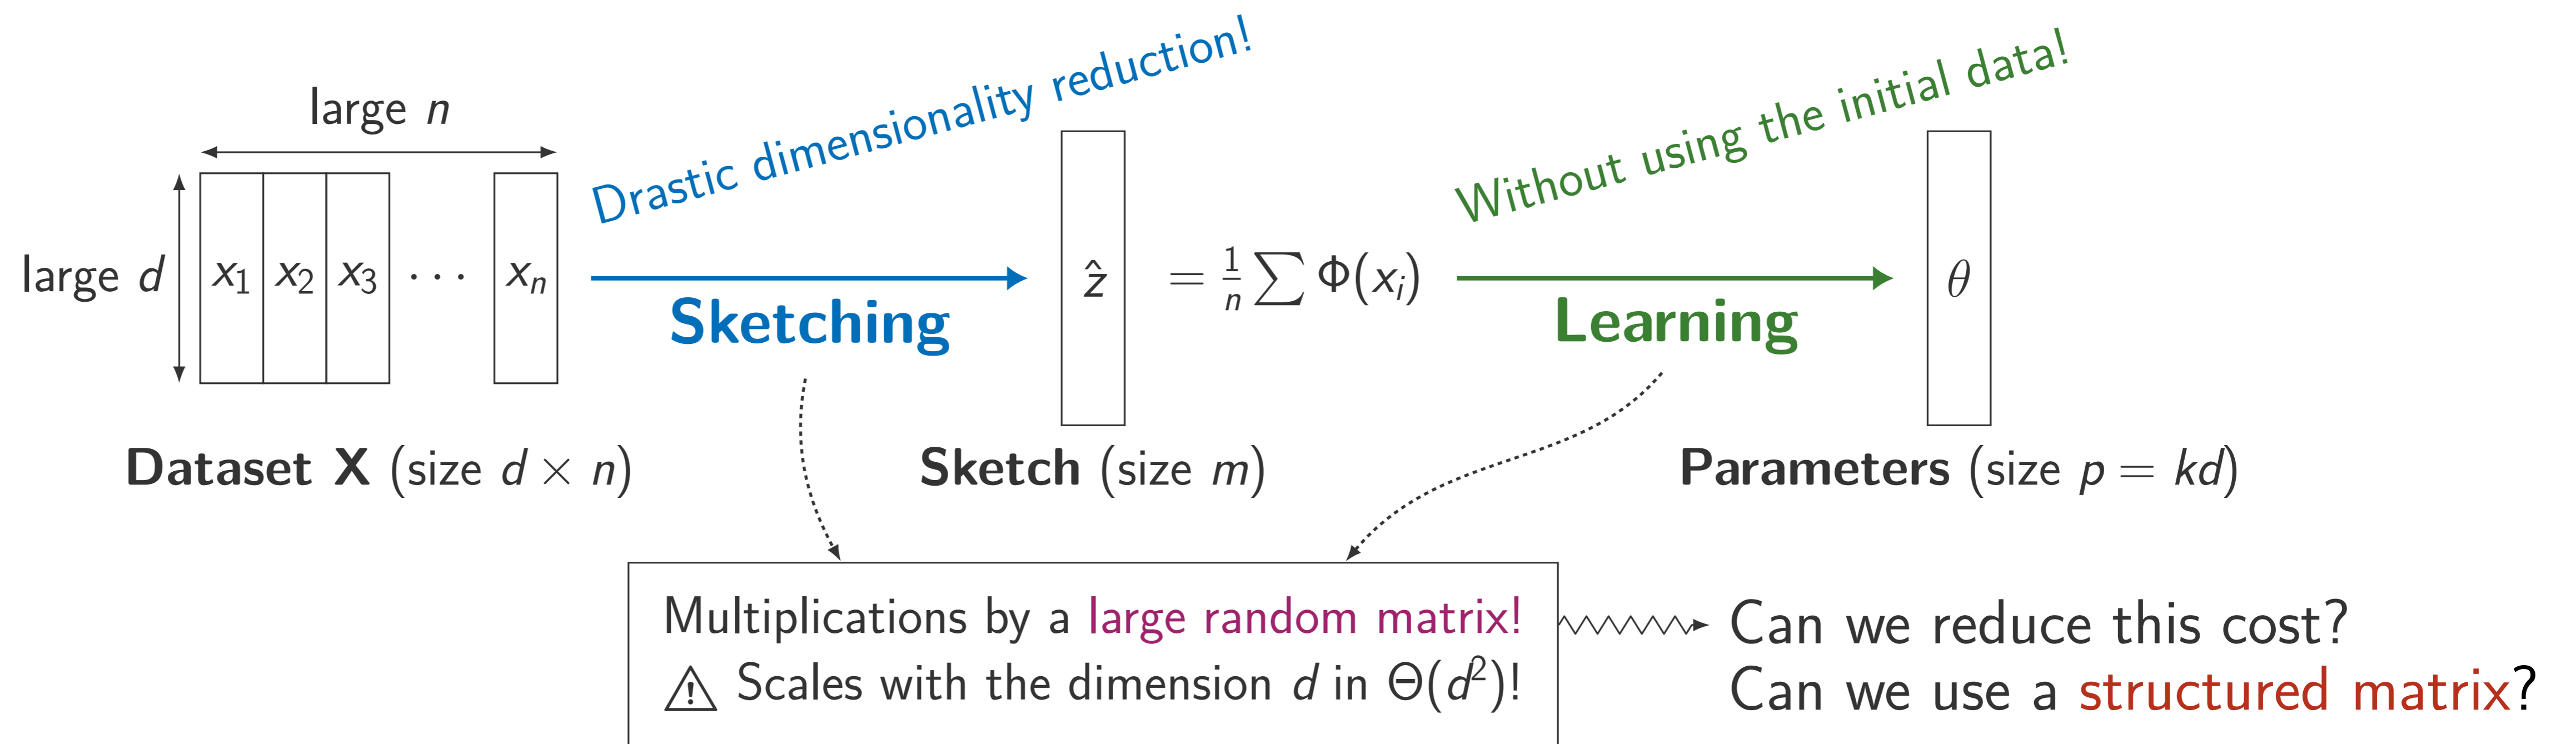 Drastic dimensionality reduction!
Without using the initial data!
large n
large d
x₁ x₂ x₃ ··· xₙ
Sketching
ẑ = 1/n ∑ Φ(xᵢ)
Learning
θ
Dataset X (size d × n)
Sketch (size m)
Parameters (size p = kd)
Multiplications by a large random matrix!
⚠ Scales with the dimension d in Θ(d²)!
Can we reduce this cost?
Can we use a structured matrix?